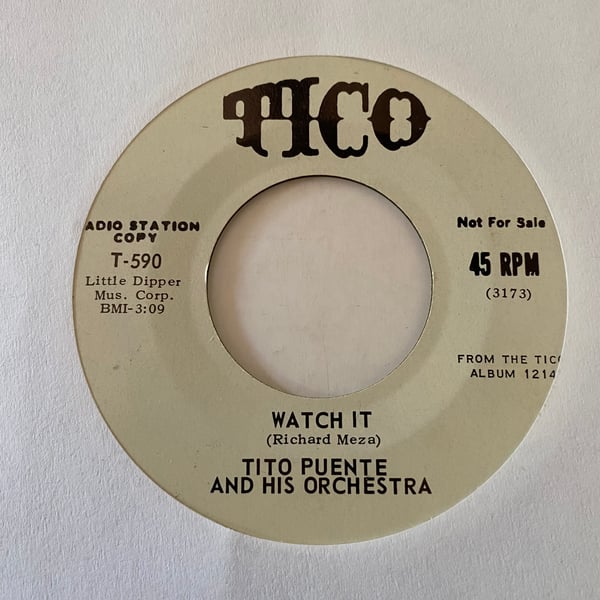 TICO
ADIO STATION
COPY
T-590
Little Dipper
Mus. Corp.
BMI-3:09
Not For Sale
45 RPM
(3173)
FROM THE TIC
ALBUM 1214
WATCH IT
(Richard Meza)
TITO PUENTE
AND HIS ORCHESTRA